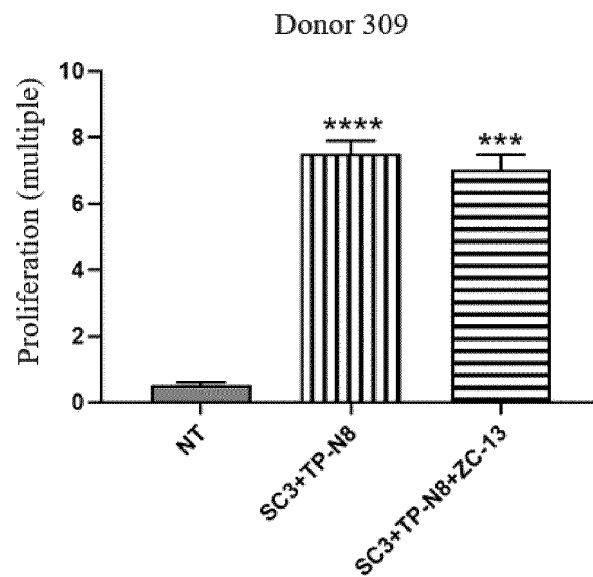 Donor 309
Proliferation (multiple)
10
8
6
4
2
0
****
***
NT
SC3+TP-N8
SC3+TP-N8+ZC-13